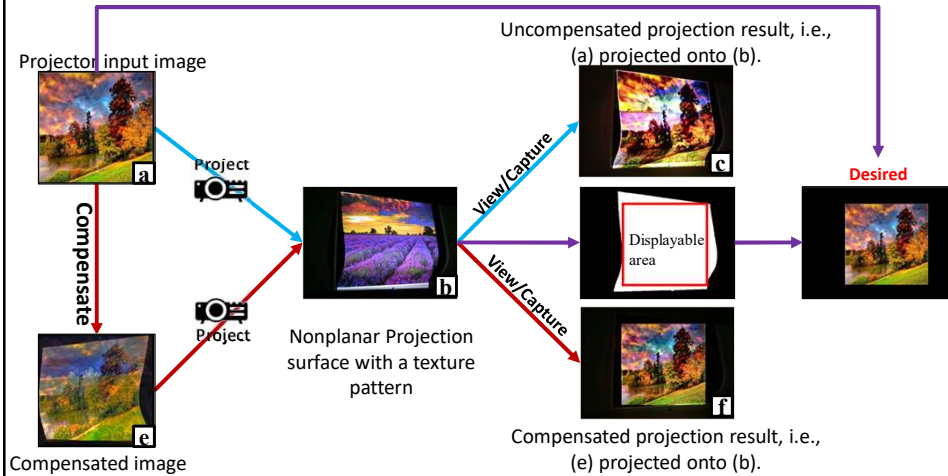 Projector input image
a
Compensate
e
Compensated image
Project
Project
b
Nonplanar Projection
surface with a texture
pattern
View/Capture
View/Capture
Uncompensated projection result, i.e.,
(a) projected onto (b).
c
Displayable
area
f
Compensated projection result, i.e.,
(e) projected onto (b).
Desired